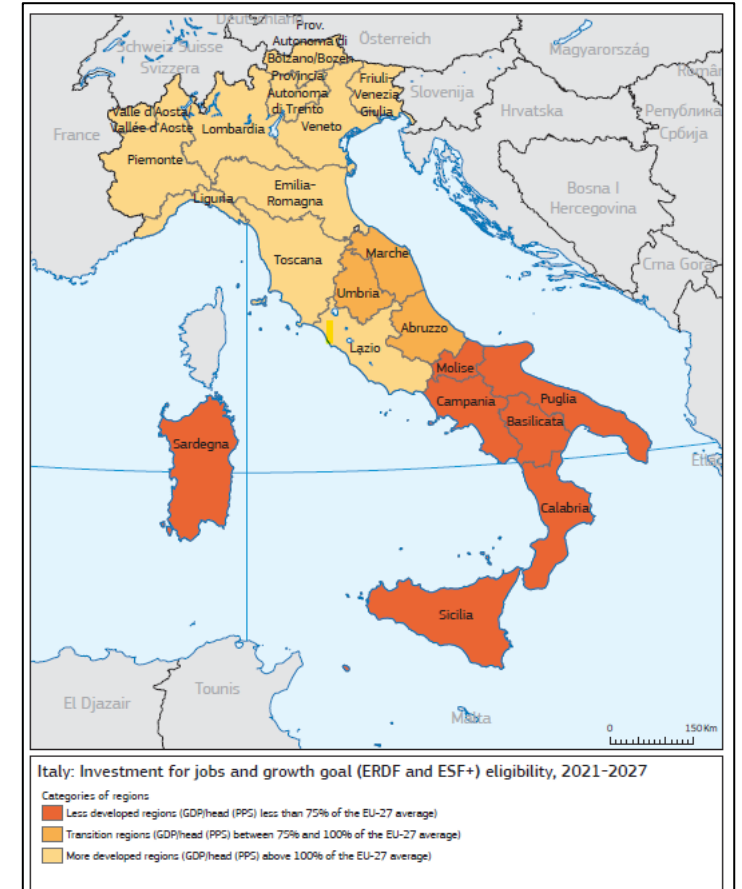 Deutschland
Prov.
Autonoma di
Bolzano/Bozen
Österreich
Schweiz Suisse
Svizzera
Magyarország
Provincia
Autonoma
di Trento
Friuli-
Venezia
Giulia
Slovenija
Hrvatska
Република
Србија
France
Valle d'Aosta/
Vallée d'Aoste
Lombardia
Veneto
Piemonte
Emilia-
Romagna
Liguria
Bosna I
Hercegovina
Toscana
Marche
Crna Gora
Umbria
Abruzzo
Lazio
Molise
Campania
Puglia
Basilicata
Sardegna
Calabria
Sicilia
El Djazair
Tounis
Malta
0 150 Km
Italy: Investment for jobs and growth goal (ERDF and ESF+) eligibility, 2021-2027
Categories of regions
Less developed regions (GDP/head (PPS) less than 75% of the EU-27 average)
Transition regions (GDP/head (PPS) between 75% and 100% of the EU-27 average)
More developed regions (GDP/head (PPS) above 100% of the EU-27 average)